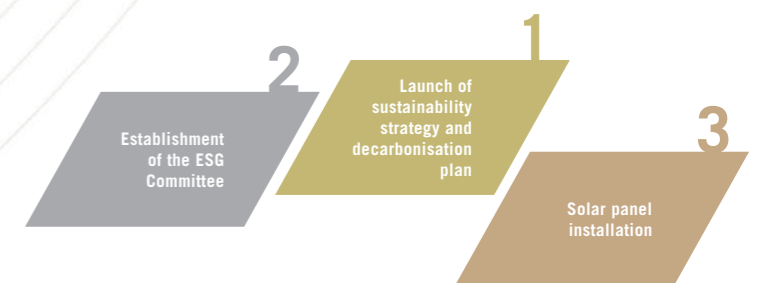 2
Establishment
of the ESG
Committee
1
Launch of
sustainability
strategy and
decarbonisation
plan
3
Solar panel
installation